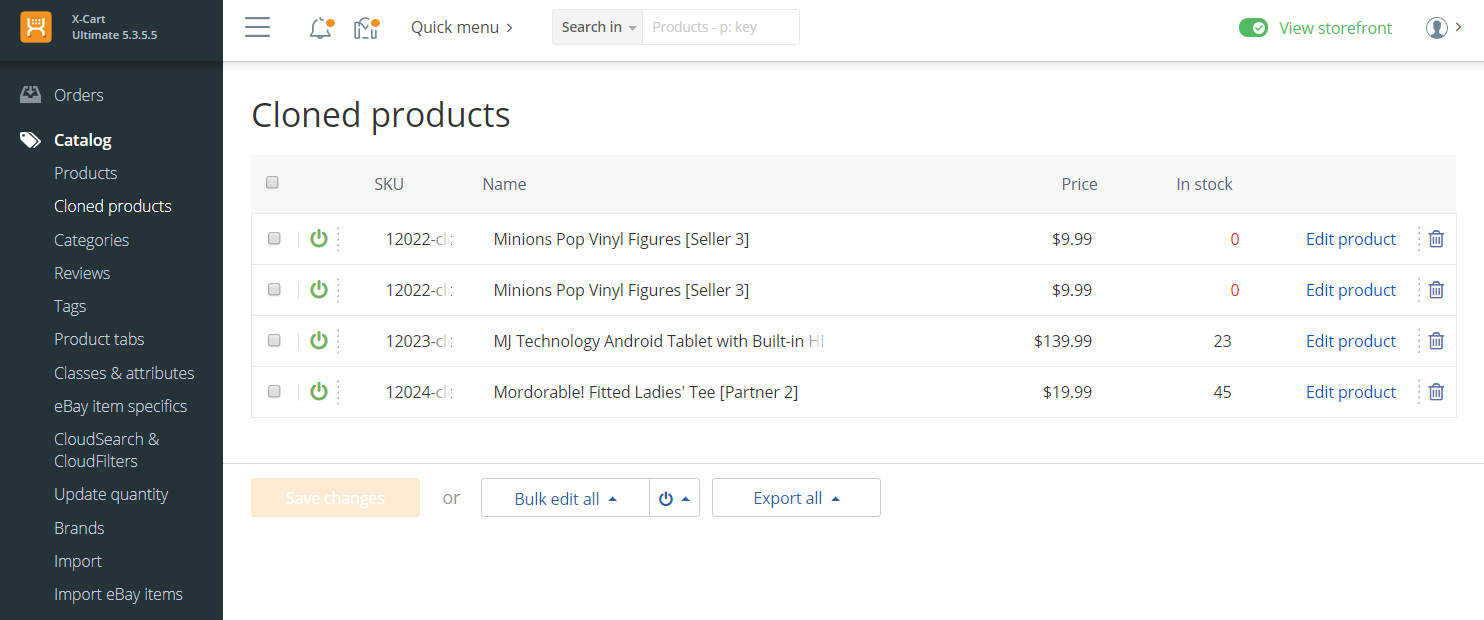 X-Cart
Ultimate 5.3.5.5
Quick menu
Search in
Products - p: key
View storefront
Orders
Catalog
Products
Cloned products
Categories
Reviews
Tags
Product tabs
Classes & attributes
eBay item specifics
CloudSearch &
CloudFilters
Update quantity
Brands
Import
Import eBay items
Cloned products
SKU Name Price In stock
12022-cl Minions Pop Vinyl Figures [Seller 3] $9.99 0 Edit product
12022-cl Minions Pop Vinyl Figures [Seller 3] $9.99 0 Edit product
12023-cl MJ Technology Android Tablet with Built-in $139.99 23 Edit product
12024-cl Mordorable! Fitted Ladies' Tee [Partner 2] $19.99 45 Edit product
Save changes or Bulk edit all Export all